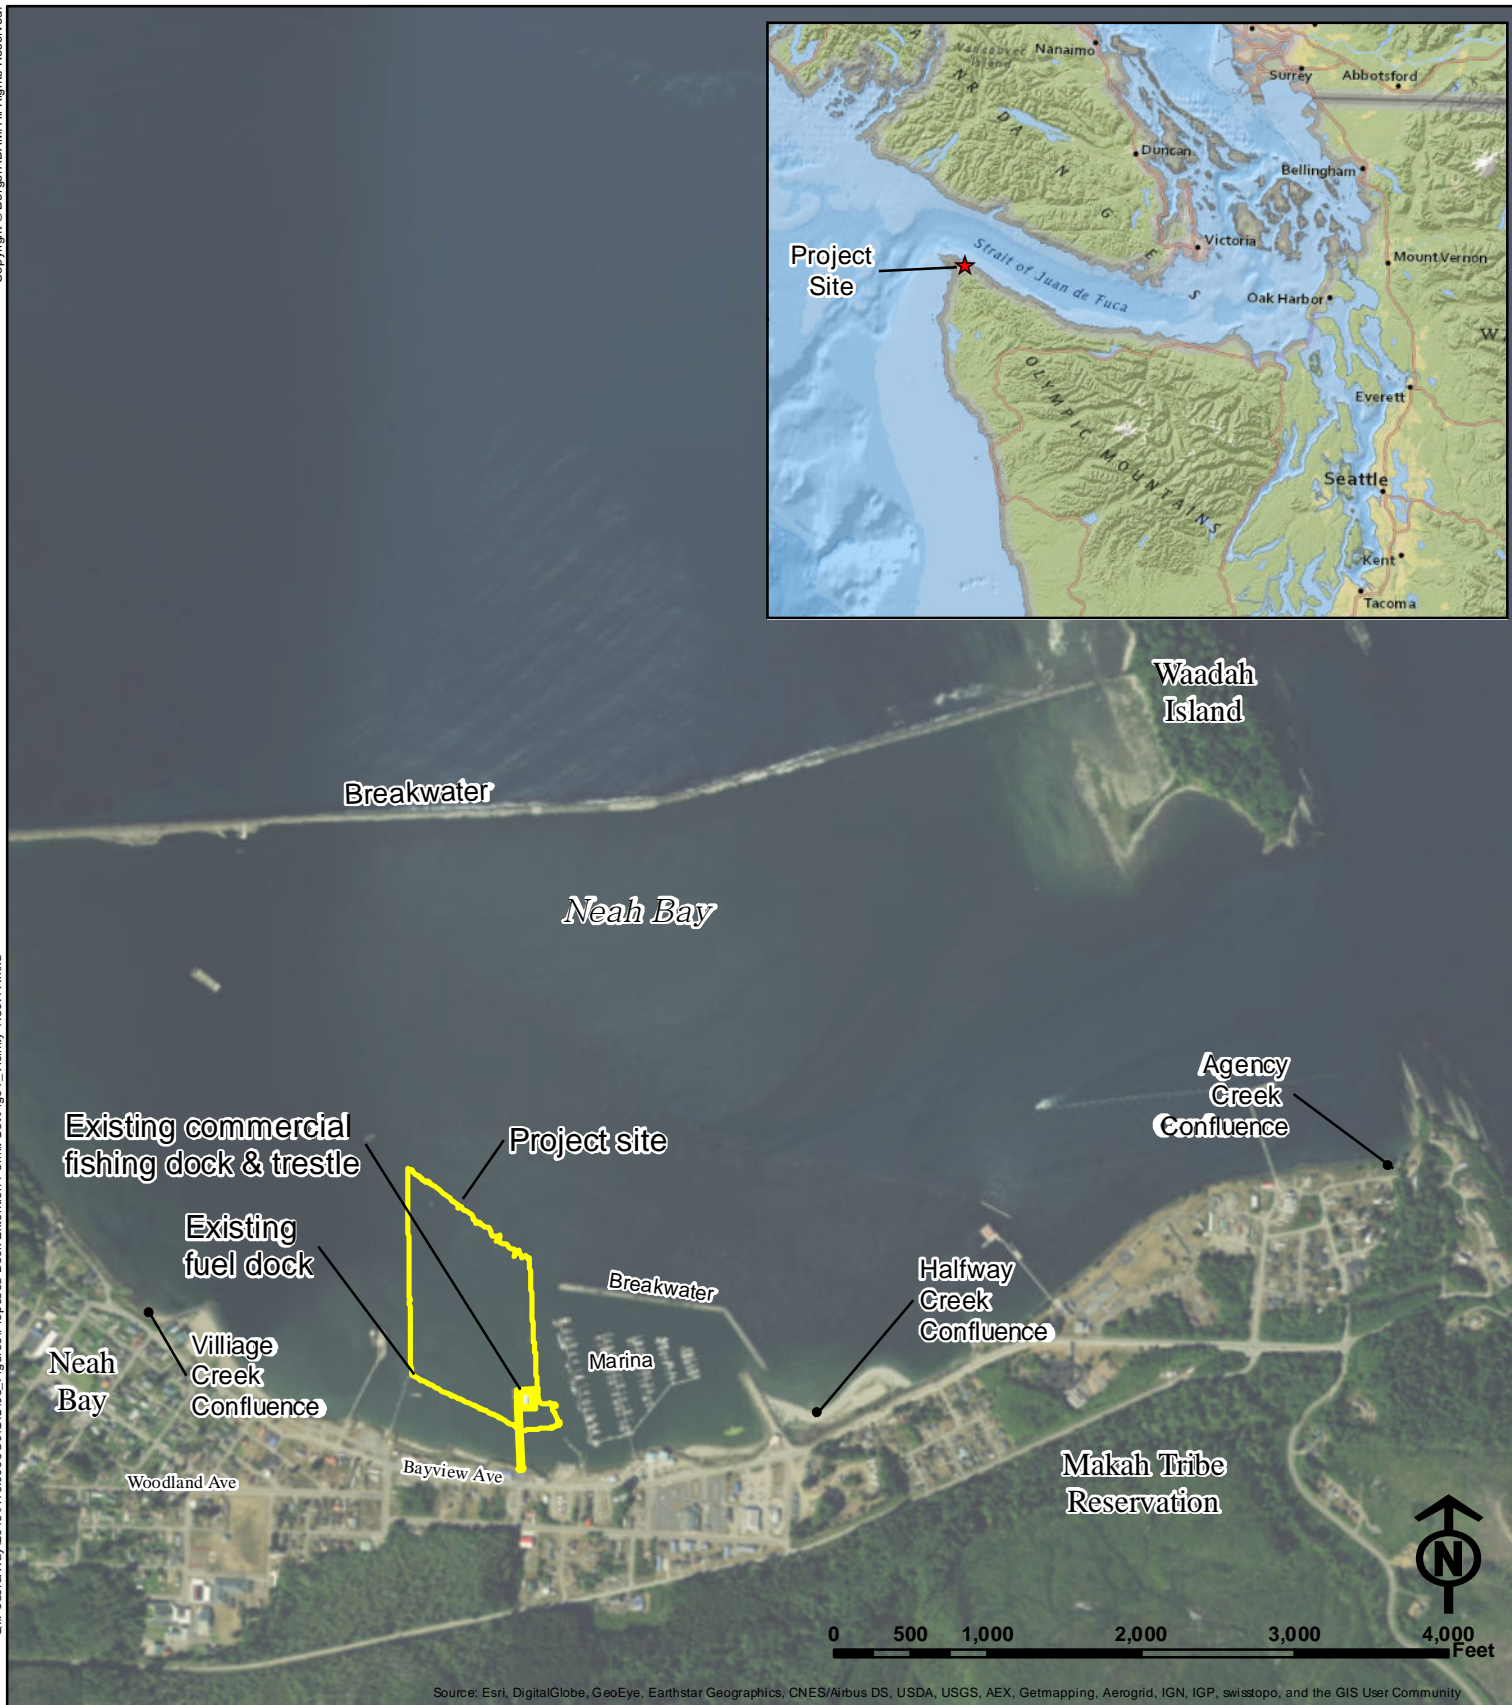 Nanaimo
Vancouver
Island
Surrey
Abbotsford
Duncan
Bellingham
Victoria
Mount Vernon
Oak Harbor
Strait of Juan de Fuca
Project
Site
OLYMPIC MOUNTAINS
Everett
Seattle
Kent
Tacoma
Waadah
Island
Breakwater
Neah Bay
Agency
Creek
Confluence
Existing commercial
fishing dock & trestle
Project site
Existing
fuel dock
Breakwater
Halfway
Creek
Confluence
Marina
Villiage
Creek
Confluence
Neah
Bay
Woodland Ave
Bayview Ave
Makah Tribe
Reservation
N
0 500 1,000 2,000 3,000 4,000
Feet
Source: Esri, DigitalGlobe, GeoEye, Earthstar Geographics, CNES/Airbus DS, USDA, USGS, AEX, Getmapping, Aerogrid, IGN, IGP, swisstopo, and the GIS User Community